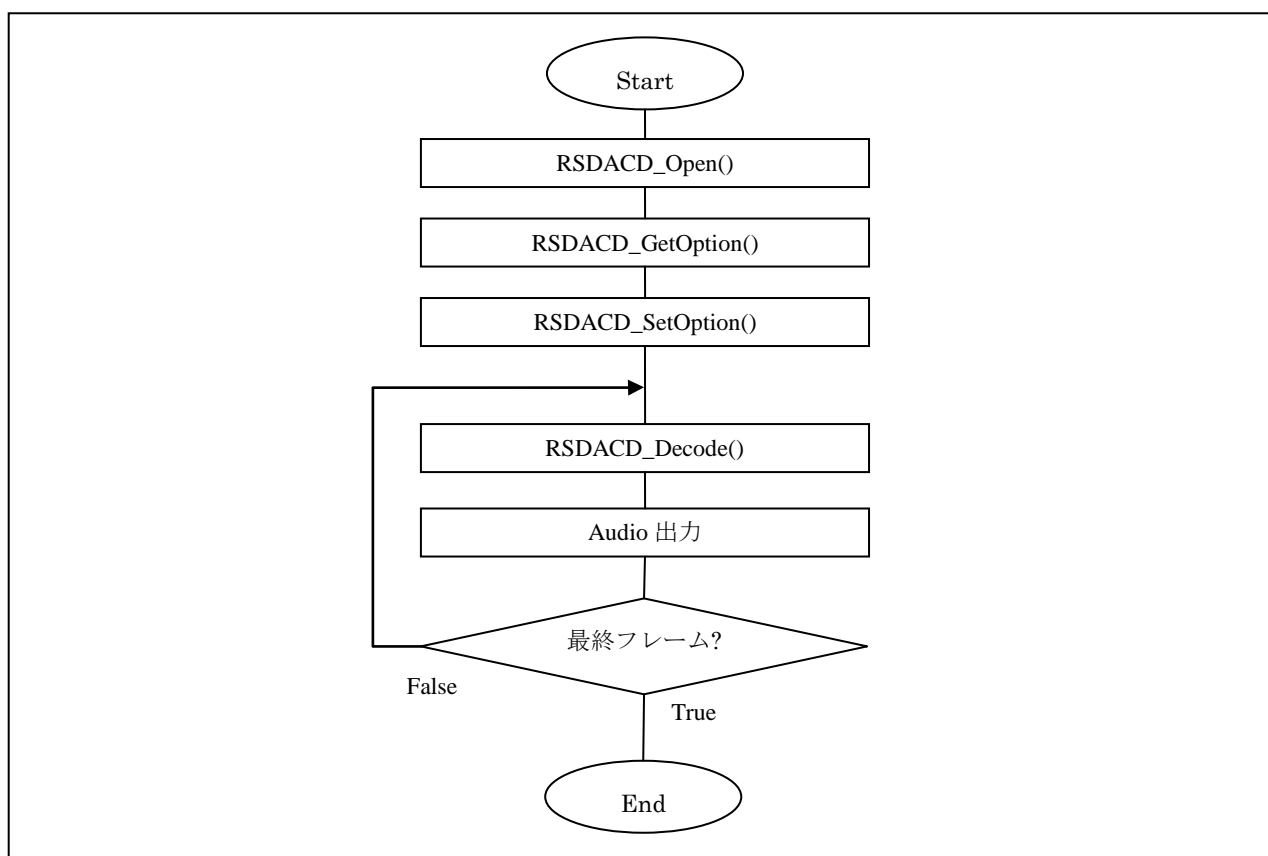 Start
RSDACD_Open()
RSDACD_GetOption()
RSDACD_SetOption()
RSDACD_Decode()
Audio 出力
最終フレーム?
False
True
End